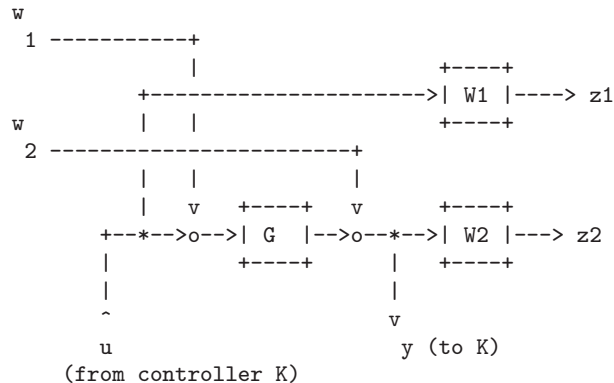 w
1 -----------+
| +----+
+---------------------->| W1 |----> z1
w | | +----+
2 ------------------------+
| | |
| v +----+ v +----+
+--*-->o-->| G |-->o--*-->| W2 |---> z2
| +----+ | +----+
| |
^ v
u y (to K)
(from controller K)